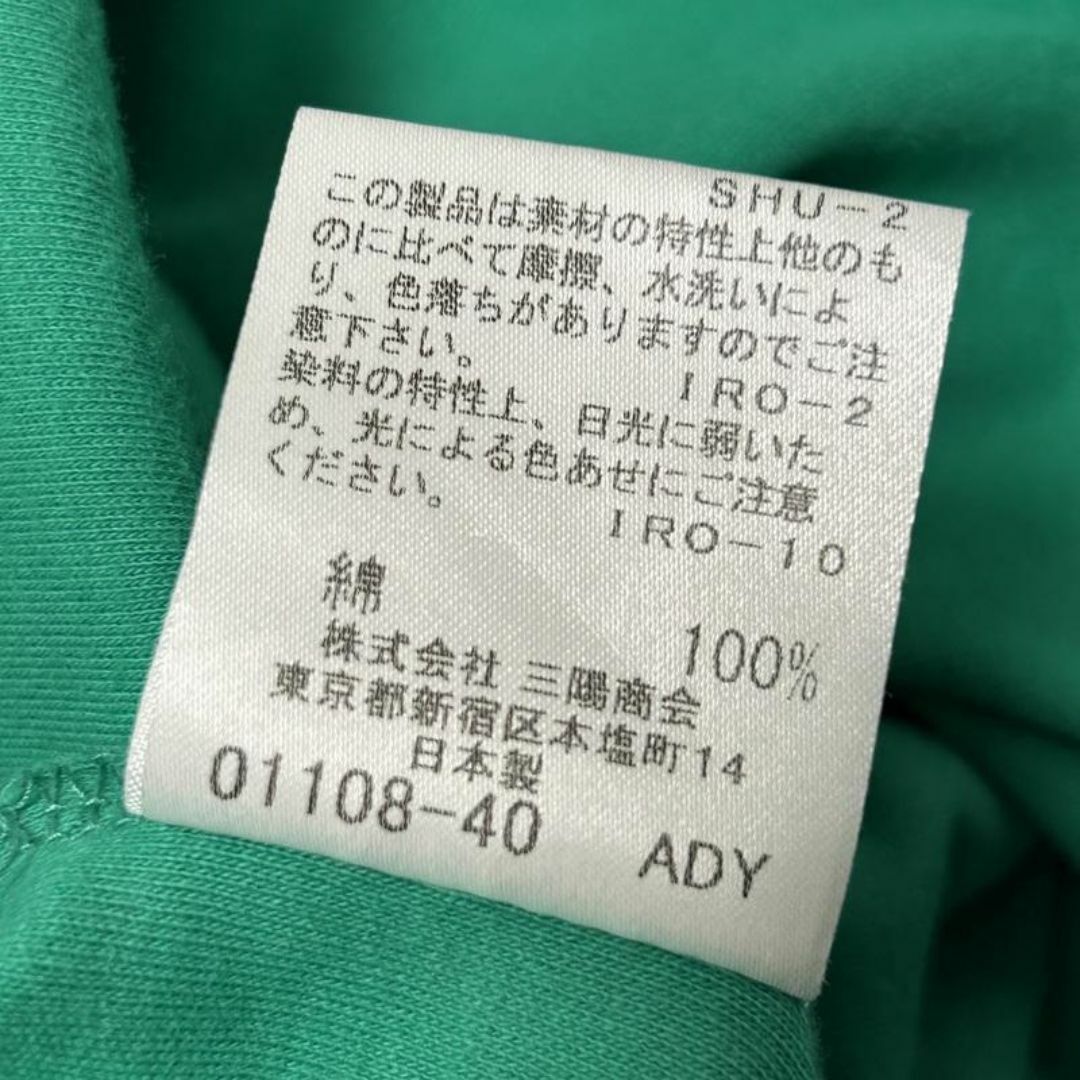 SHU-2
この製品は素材の特性上他のも
のに比べて摩擦、水洗いによ
り、色落ちがありますのでご注
意下さい。 IRO-2
染料の特性上、日光に弱いた
め、光による色あせにご注意
ください。 IRO-10
綿 100%
株式会社 三陽商会
東京都新宿区本塩町14
日本製
01108-40 ADY